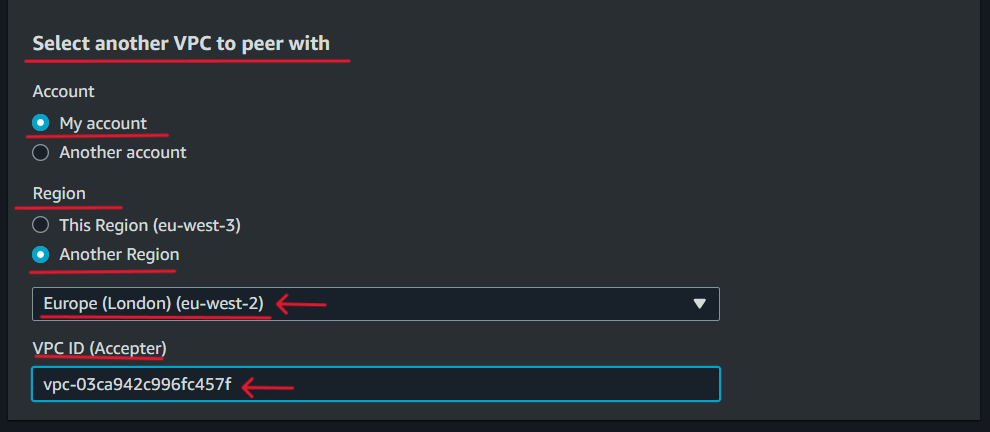 Select another VPC to peer with
Account
My account
Another account
Region
This Region (eu-west-3)
Another Region
Europe (London) (eu-west-2)
VPC ID (Accepter)
vpc-03ca942c996fc457f